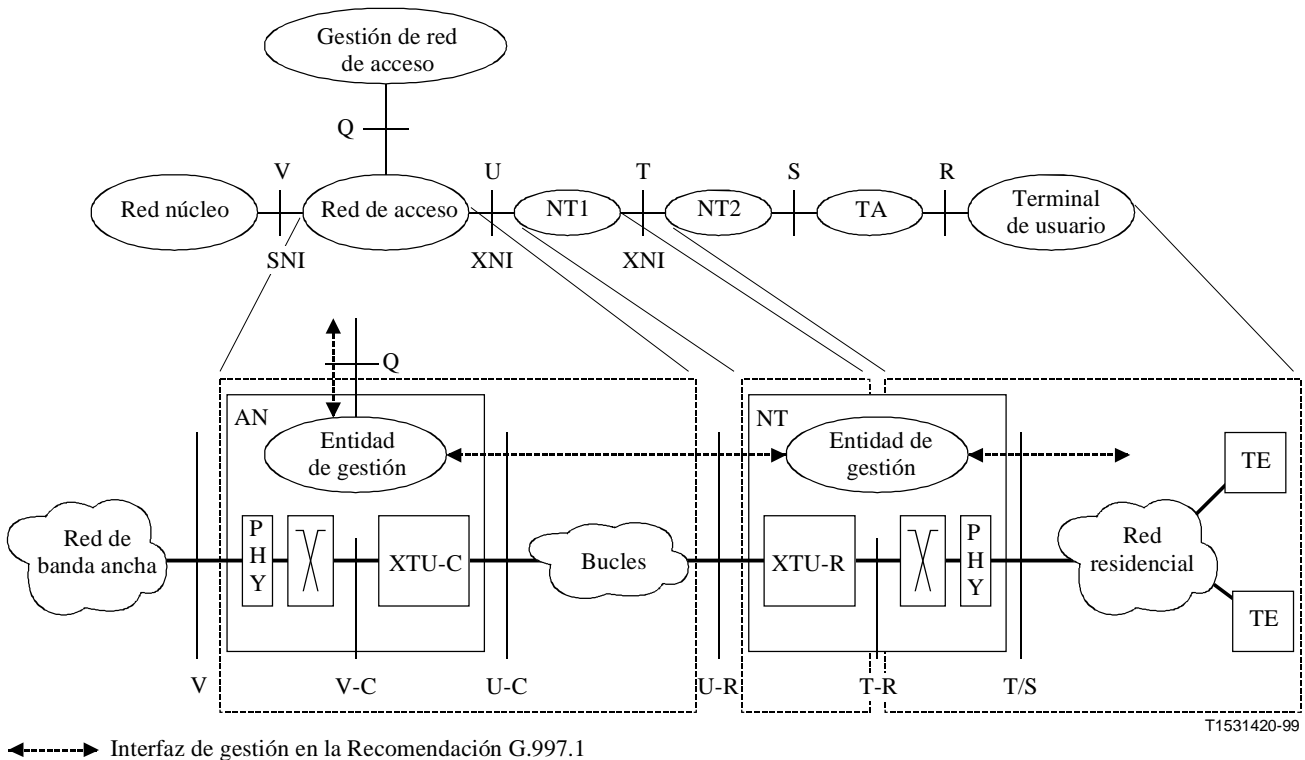 Gestión de red
de acceso
Q
V
U
T
S
R
Red núcleo
Red de acceso
NT1
NT2
TA
Terminal
de usuario
SNI
XNI
XNI
Q
AN
Entidad
de gestión
NT
Entidad de
gestión
TE
Red de
banda ancha
P
H
Y
XTU-C
Bucles
XTU-R
P
H
Y
Red
residencial
TE
V
V-C
U-C
U-R
T-R
T/S
T1531420-99
Interfaz de gestión en la Recomendación G.997.1